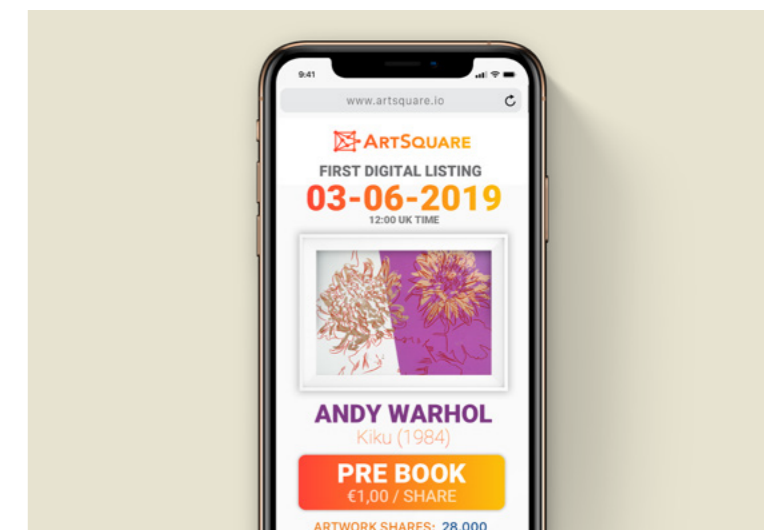 9:41
www.artsquare.io
ARTSQUARE
FIRST DIGITAL LISTING
03-06-2019
12:00 UK TIME
ANDY WARHOL
Kiku (1984)
PRE BOOK
€1,00 / SHARE
ARTWORK SHARES: 28.000